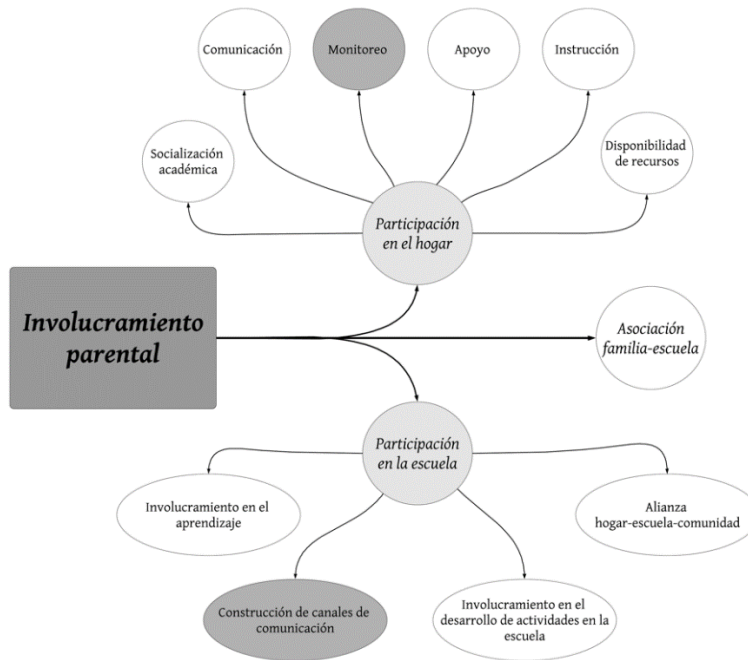 Comunicación
Monitoreo
Apoyo
Instrucción
Socialización
académica
Disponibilidad
de recursos
Participación
en el hogar
Involucramiento
parental
Asociación
familia-escuela
Participación
en la escuela
Involucramiento en el
aprendizaje
Alianza
hogar-escuela-comunidad
Construcción de canales de
comunicación
Involucramiento en el
desarrollo de actividades en la
escuela